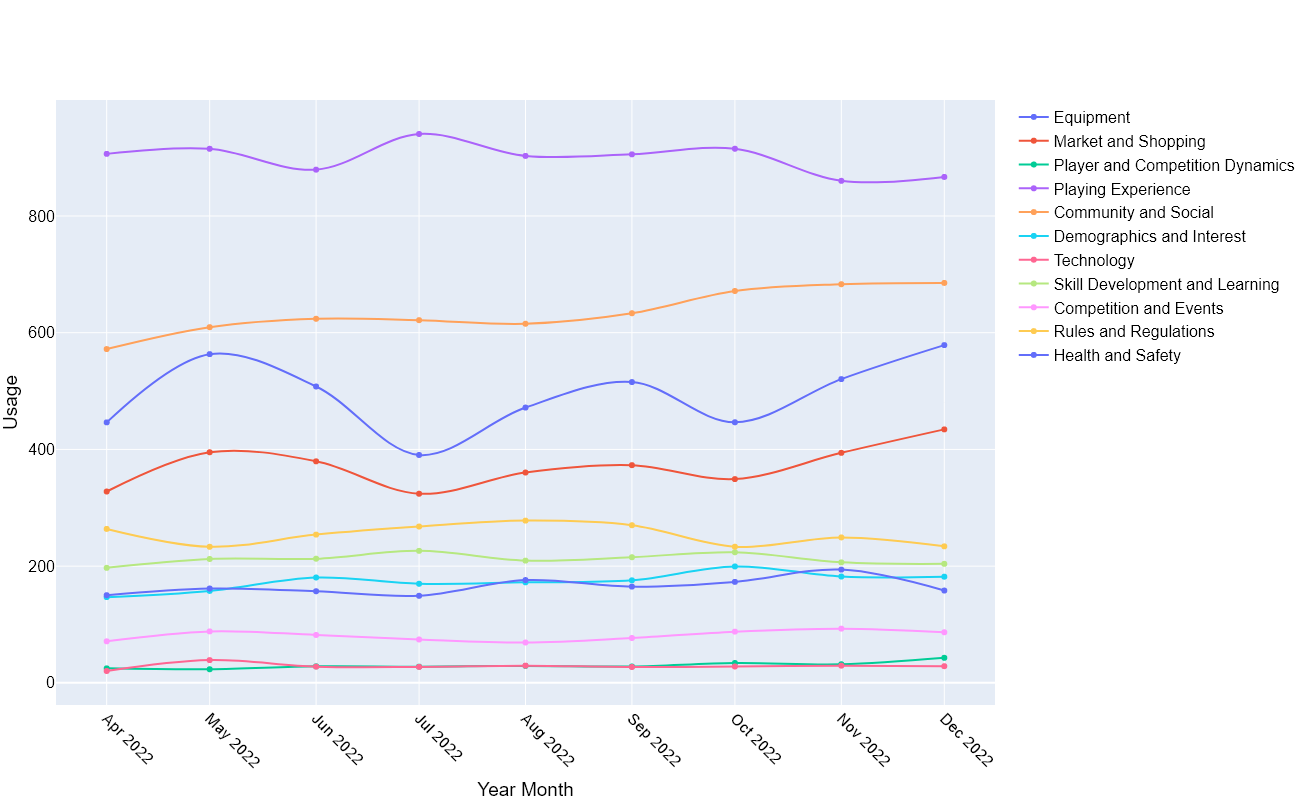 Usage
800
600
400
200
0
Apr 2022
May 2022
Jun 2022
Jul 2022
Aug 2022
Sep 2022
Oct 2022
Nov 2022
Dec 2022
Year Month
Equipment
Market and Shopping
Player and Competition Dynamics
Playing Experience
Community and Social
Demographics and Interest
Technology
Skill Development and Learning
Competition and Events
Rules and Regulations
Health and Safety